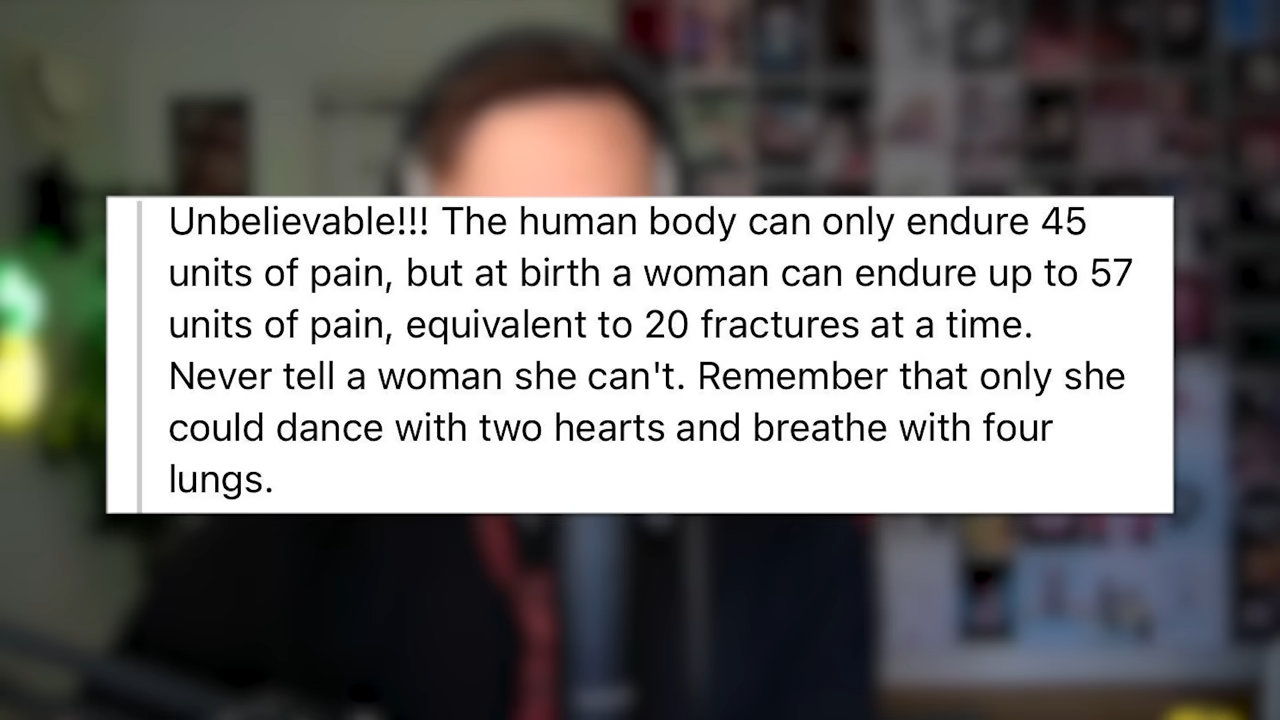 Unbelievable!!! The human body can only endure 45
units of pain, but at birth a woman can endure up to 57
units of pain, equivalent to 20 fractures at a time.
Never tell a woman she can't. Remember that only she
could dance with two hearts and breathe with four
lungs.